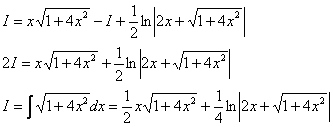 I = x√(1+4x²) − I + 1/2 ln|2x + √(1+4x²)|
2I = x√(1+4x²) + 1/2 ln|2x + √(1+4x²)|
I = ∫√(1+4x²)dx = 1/2 x√(1+4x²) + 1/4 ln|2x + √(1+4x²)|